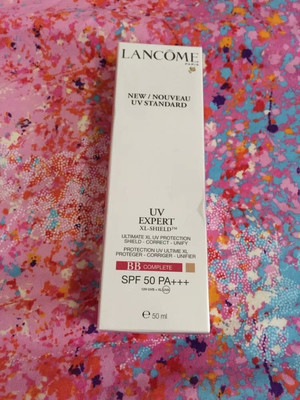 LANCÔME
PARIS
NEW / NOUVEAU
UV STANDARD
UV
EXPERT
XL-SHIELD™
ULTIMATE XL UV PROTECTION
SHIELD - CORRECT - UNIFY
PROTECTION UV ULTIME XL
PROTÉGER - CORRIGER - UNIFIER
BB COMPLETE
SPF 50 PA+++
e 50 ml